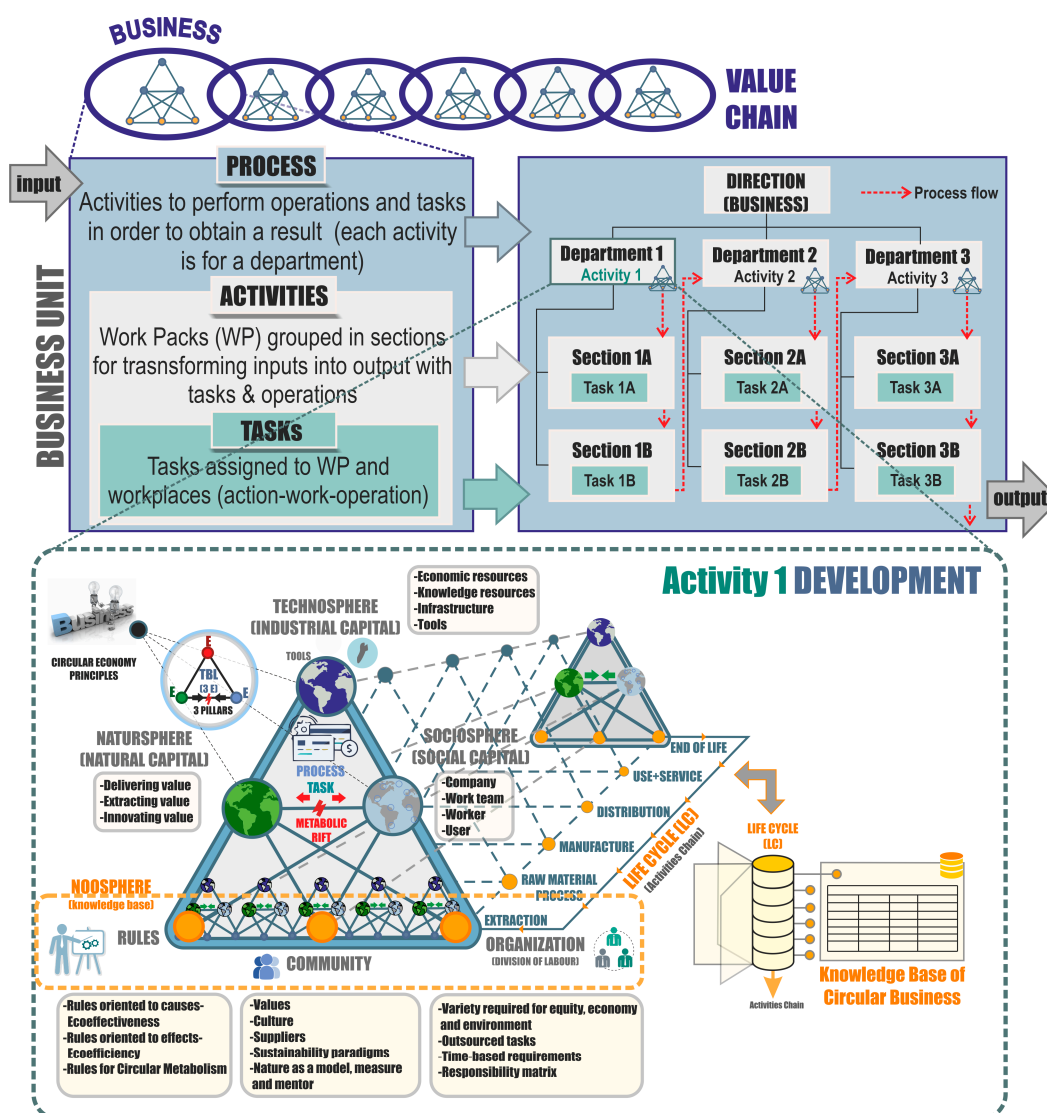 BUSINESS
VALUE
CHAIN
input
BUSINESS UNIT
PROCESS
Activities to perform operations and tasks
in order to obtain a result (each activity
is for a department)
ACTIVITIES
Work Packs (WP) grouped in sections
for trasnsforming inputs into output with
tasks & operations
TASKs
Tasks assigned to WP and
workplaces (action-work-operation)
DIRECTION
(BUSINESS)
Process flow
Department 1
Activity 1
Department 2
Activity 2
Department 3
Activity 3
Section 1A
Task 1A
Section 2A
Task 2A
Section 3A
Task 3A
Section 1B
Task 1B
Section 2B
Task 2B
Section 3B
Task 3B
output
Activity 1 DEVELOPMENT
Business
CIRCULAR ECONOMY
PRINCIPLES
E
TBL
(3 E)
E
E
3 PILLARS
TECHNOSPHERE
(INDUSTRIAL CAPITAL)
TOOLS
-Economic resources
-Knowledge resources
-Infrastructure
-Tools
NATURSPHERE
(NATURAL CAPITAL)
-Delivering value
-Extracting value
-Innovating value
PROCESS
TASK
METABOLIC
RIFT
SOCIOSPHERE
(SOCIAL CAPITAL)
-Company
-Work team
-Worker
-User
END OF LIFE
USE+SERVICE
DISTRIBUTION
MANUFACTURE
RAW MATERIAL
PROCESS
EXTRACTION
LIFE CYCLE (LC)
(Activities Chain)
NOOSPHERE
(knowledge base)
RULES
COMMUNITY
ORGANIZATION
(DIVISION OF LABOUR)
-Rules oriented to causes-
Ecoeffectiveness
-Rules oriented to effects-
Ecoefficiency
-Rules for Circular Metabolism
-Values
-Culture
-Suppliers
-Sustainability paradigms
-Nature as a model, measure
and mentor
-Variety required for equity, economy
and environment
-Outsourced tasks
-Time-based requirements
-Responsibility matrix
LIFE CYCLE
(LC)
Activities Chain
Knowledge Base of
Circular Business